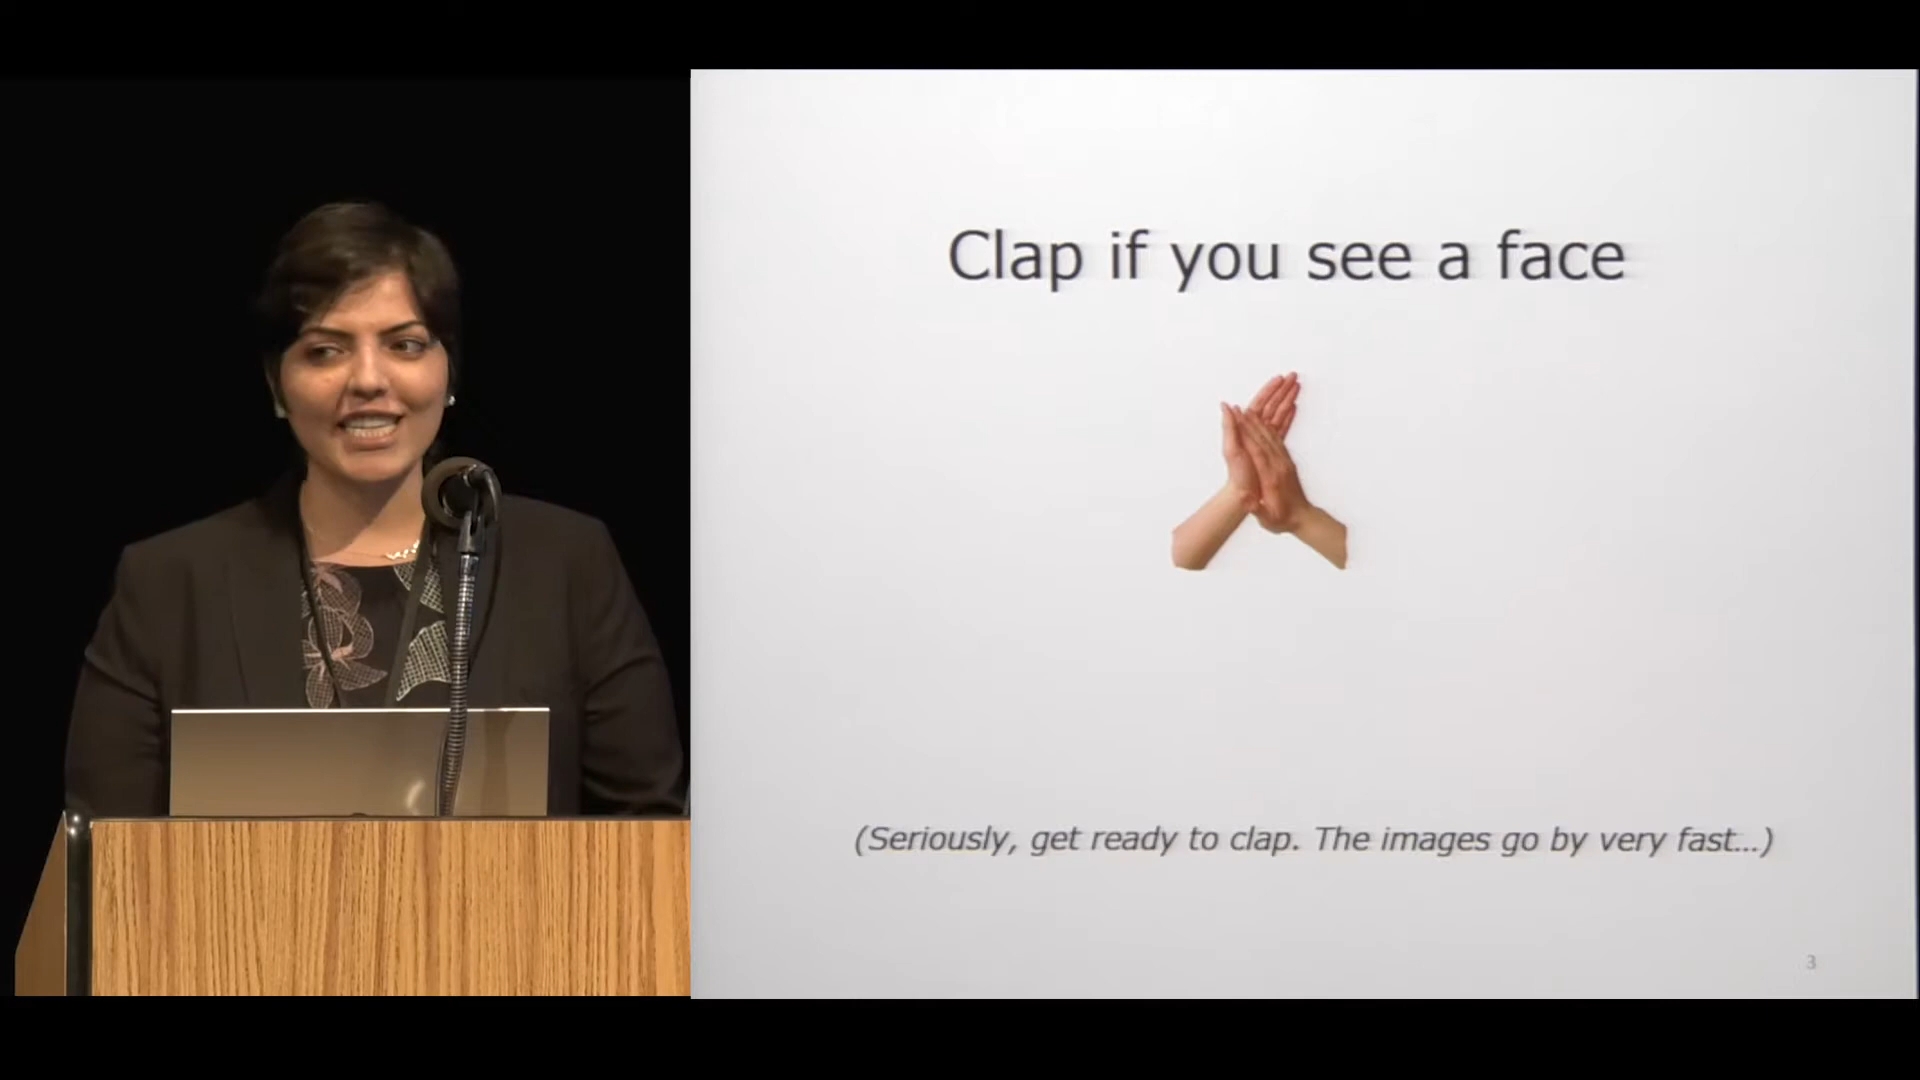 Clap if you see a face
(Seriously, get ready to clap. The images go by very fast...)
3